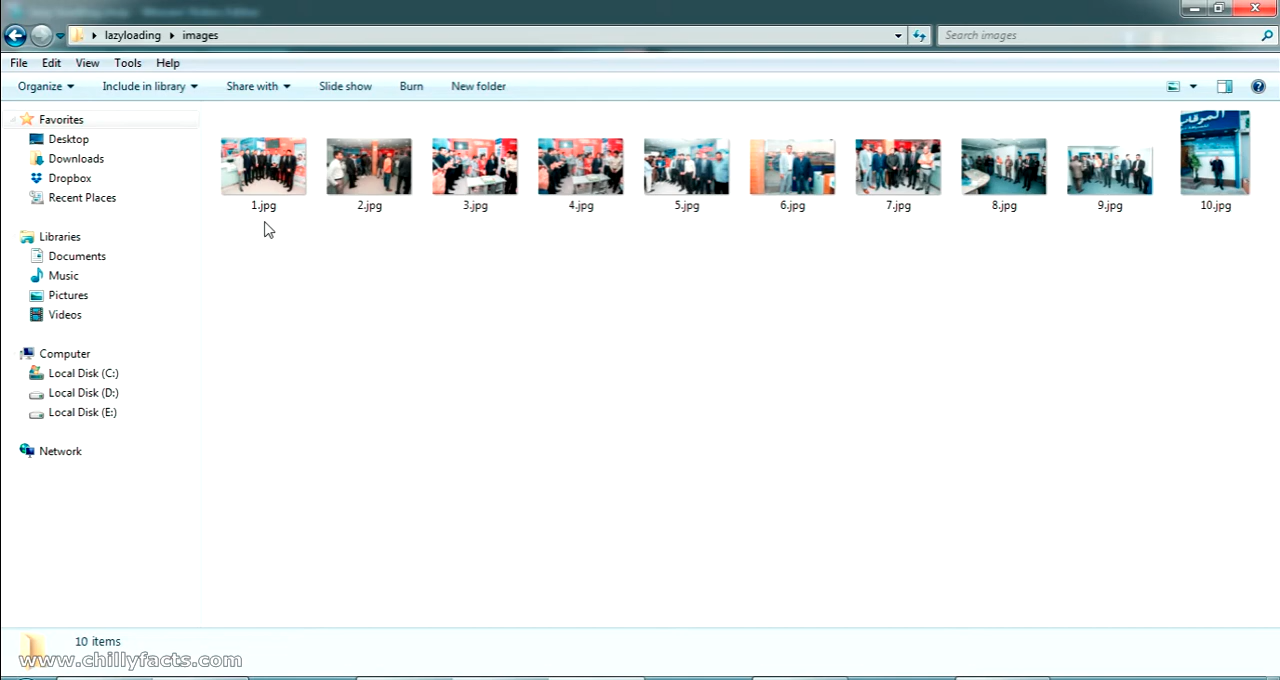 lazyloading images
Search images
File Edit View Tools Help
Organize Include in library Share with Slide show Burn New folder
Favorites
Desktop
Downloads
Dropbox
Recent Places
Libraries
Documents
Music
Pictures
Videos
Computer
Local Disk (C:)
Local Disk (D:)
Local Disk (E:)
Network
1.jpg 2.jpg 3.jpg 4.jpg 5.jpg 6.jpg 7.jpg 8.jpg 9.jpg 10.jpg
10 items
www.chillyfacts.com